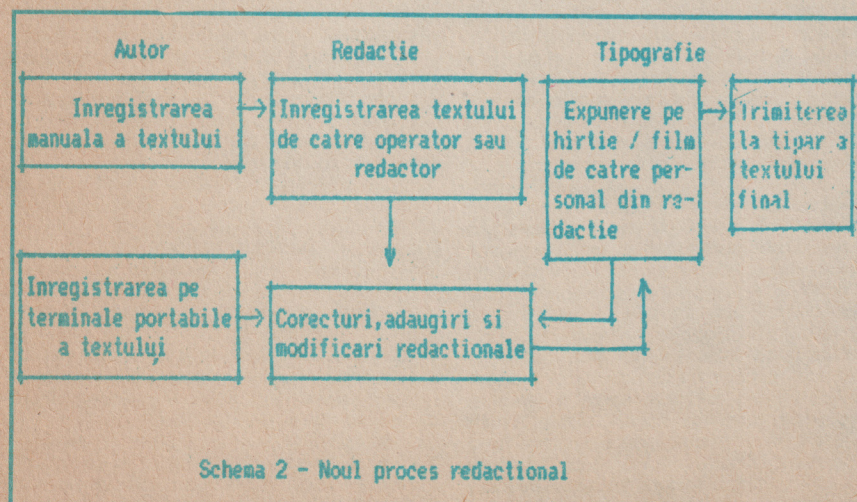 Autor
Redactie
Tipografie
Inregistrarea
manuala a textului
Inregistrarea textului
de catre operator sau
redactor
Expunere pe
hirtie / film
de catre per-
sonal din re-
dactie
Trimiterea
la tipar a
textului
final
Inregistrarea pe
terminale portabile
a textului
Corecturi,adaugiri si
modificari redactionale
Schema 2 - Noul proces redactional